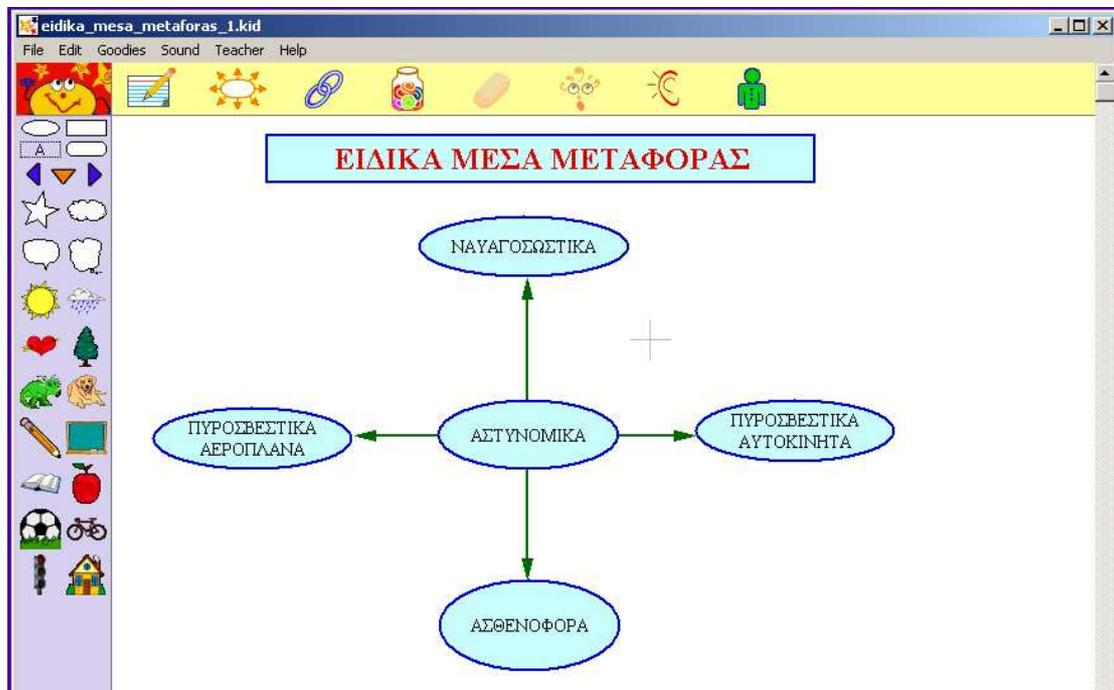 eidika_mesa_metaforas_1.kid
File Edit Goodies Sound Teacher Help
A
ΕΙΔΙΚΑ ΜΕΣΑ ΜΕΤΑΦΟΡΑΣ
ΝΑΥΑΓΟΣΩΣΤΙΚΑ
ΠΥΡΟΣΒΕΣΤΙΚΑ
ΑΕΡΟΠΛΑΝΑ
ΑΣΤΥΝΟΜΙΚΑ
ΠΥΡΟΣΒΕΣΤΙΚΑ
ΑΥΤΟΚΙΝΗΤΑ
ΑΣΘΕΝΟΦΟΡΑ